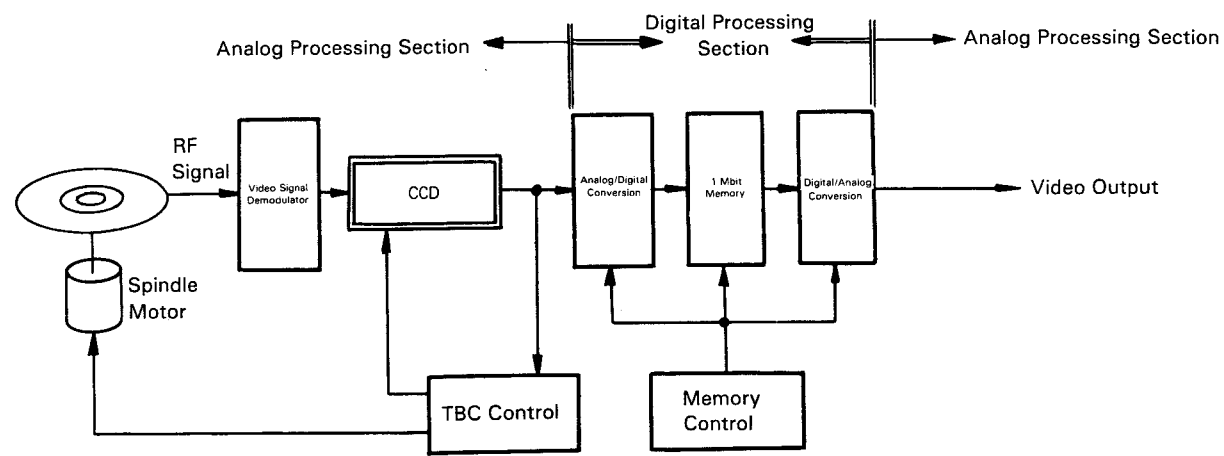 Analog Processing Section
Digital Processing
Section
Analog Processing Section
RF
Signal
Video Signal
Demodulator
CCD
Analog/Digital
Conversion
1 Mbit
Memory
Digital/Analog
Conversion
Video Output
Spindle
Motor
TBC Control
Memory
Control